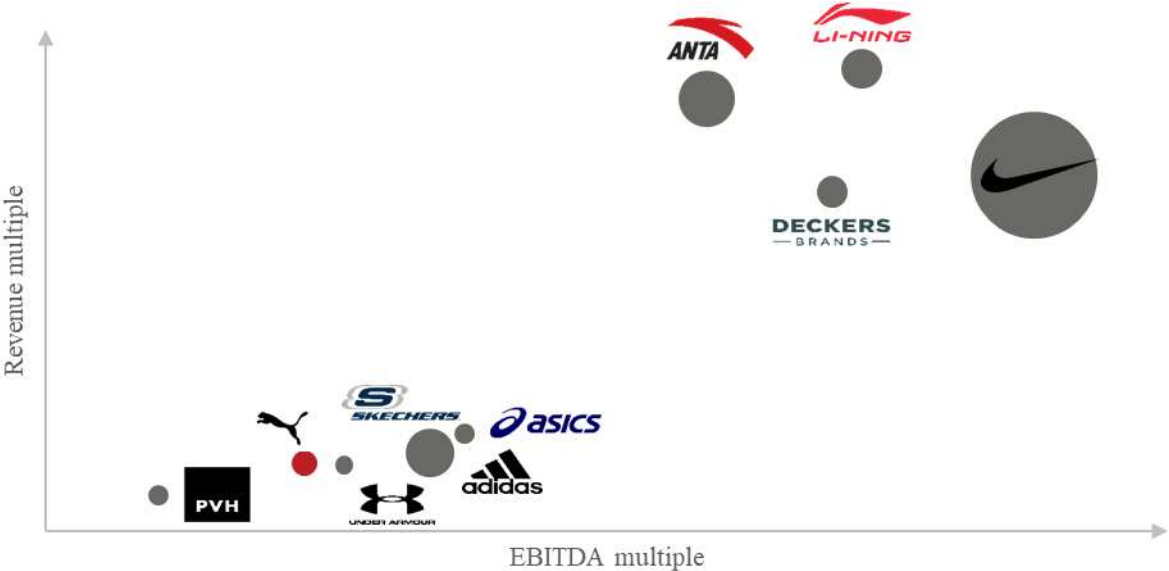 ANTA
LI-NING
DECKERS
BRANDS
Revenue multiple
S
SKECHERS
asics
adidas
PVH
UNDER ARMOUR
EBITDA multiple